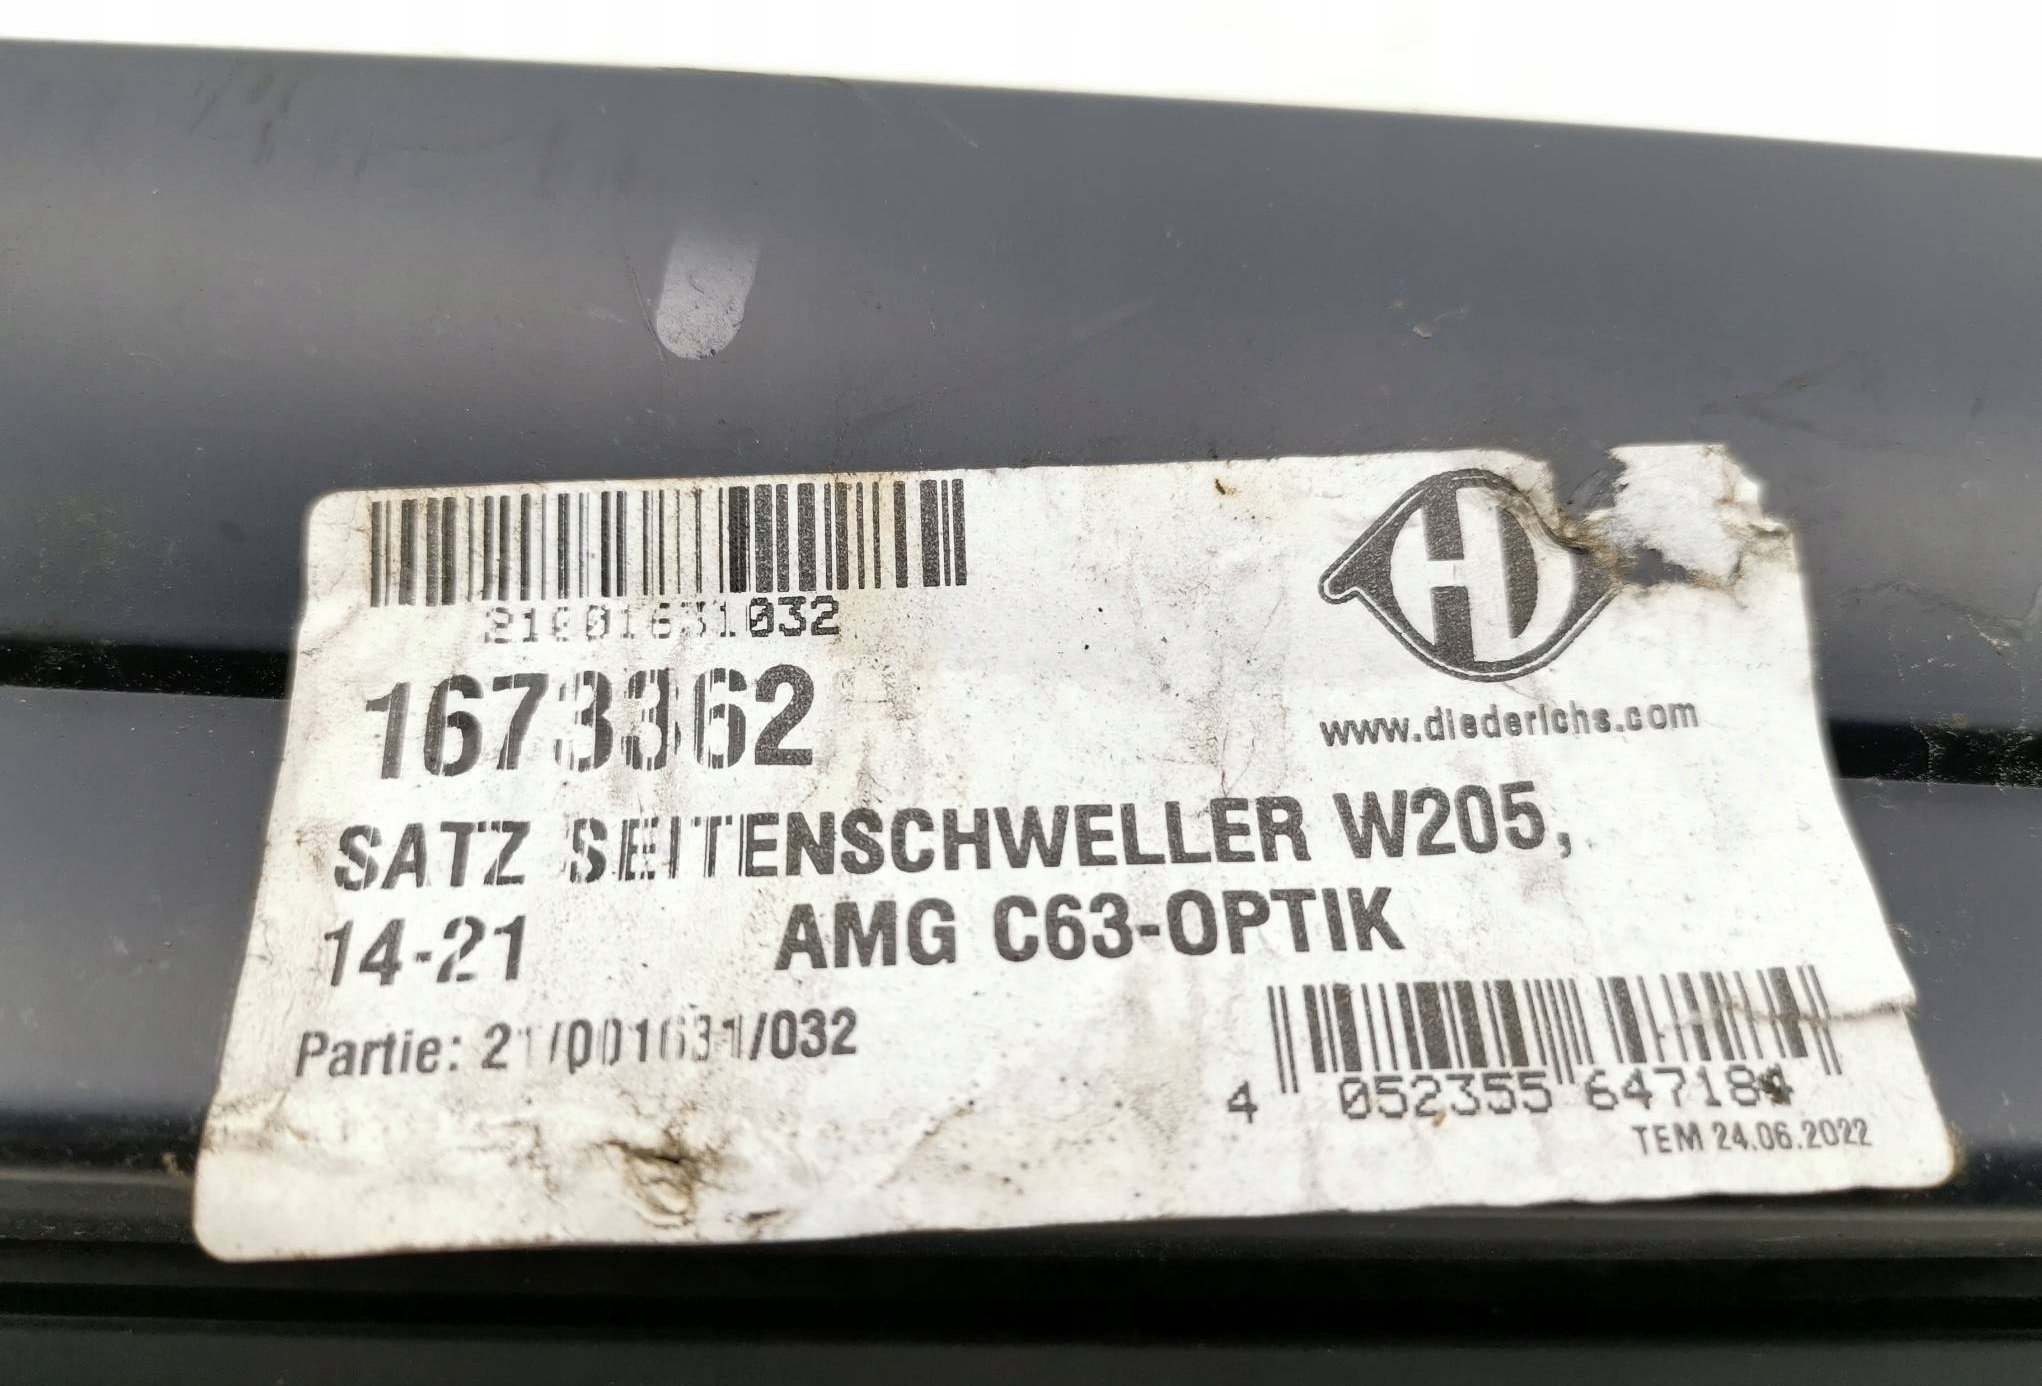 21001631032
1673362
www.diederichs.com
SATZ SEITENSCHWELLER W205,
14-21 AMG C63-OPTIK
Partie: 21/001631/032
4 052355 647184
TEM 24.06.2022